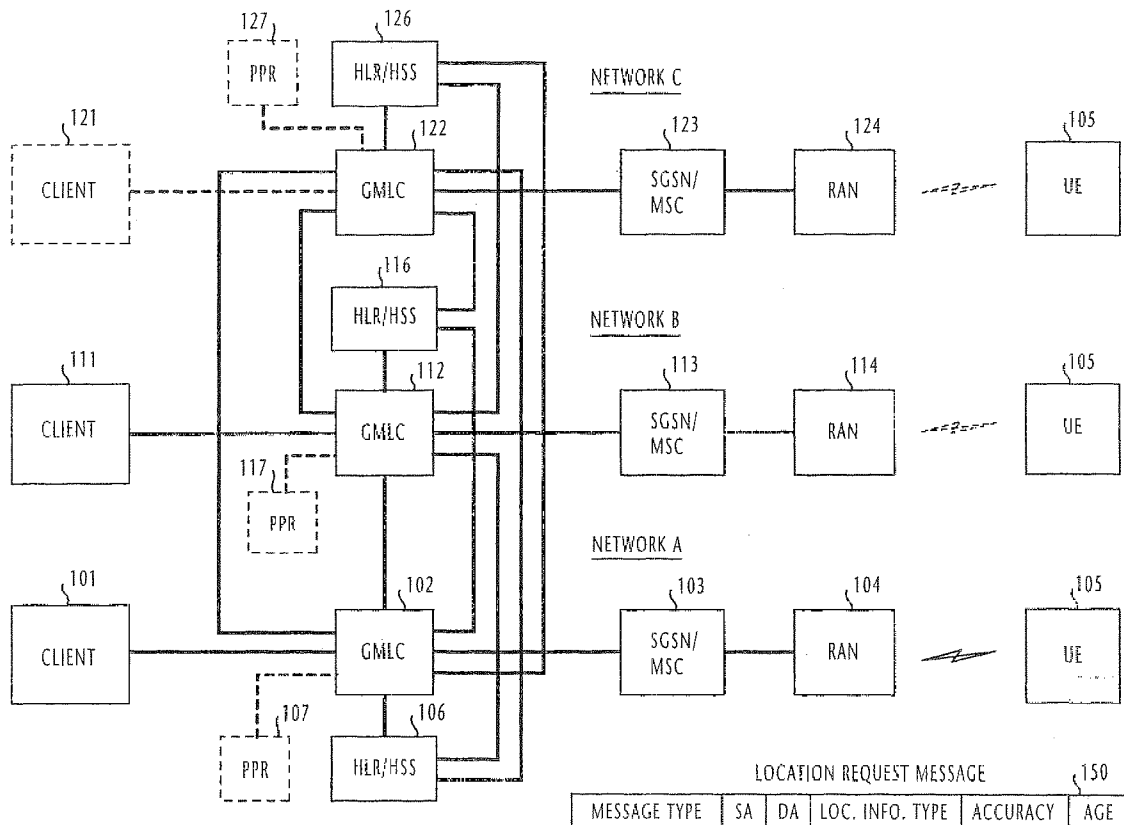 127
126
PPR
HLR/HSS
NETWORK C
121
122
123
124
105
CLIENT
GMLC
SGSN/
MSC
RAN
UE
116
HLR/HSS
NETWORK B
111
112
113
114
105
CLIENT
GMLC
SGSN/
MSC
RAN
UE
117
PPR
NETWORK A
101
102
103
104
105
CLIENT
GMLC
SGSN/
MSC
RAN
UE
107
106
PPR
HLR/HSS
LOCATION REQUEST MESSAGE
150
MESSAGE TYPE SA DA LOC. INFO. TYPE ACCURACY AGE